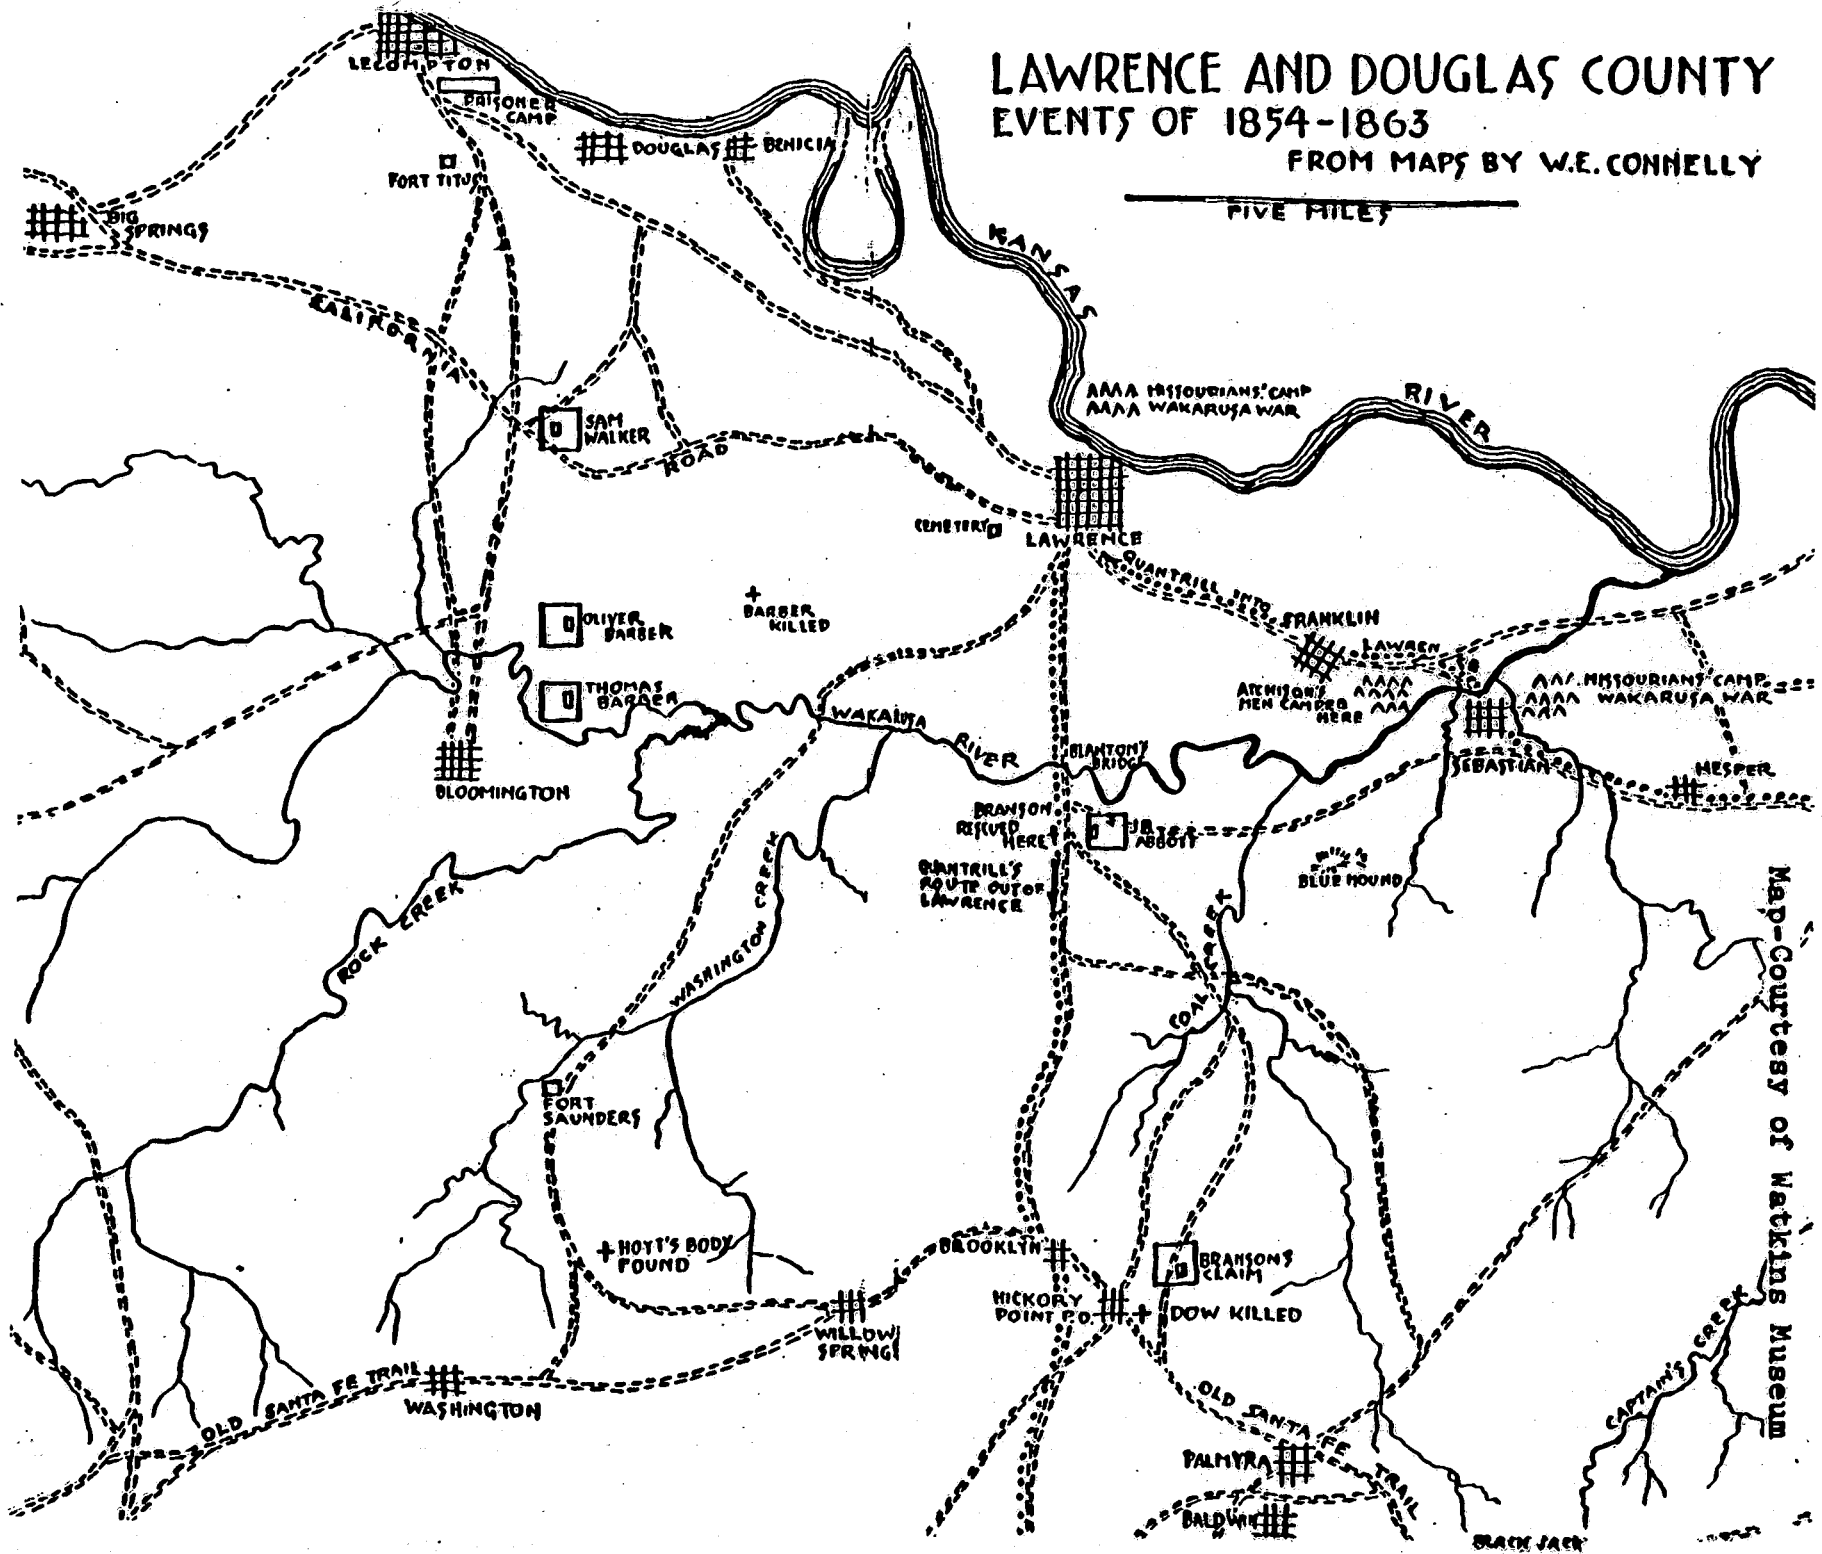 LAWRENCE AND DOUGLAS COUNTY
EVENTS OF 1854-1863
FROM MAPS BY W.E. CONNELLY
FIVE MILES
LECOMPTON
PRISONER
CAMP
DOUGLAS
BENICIA
FORT TITUS
BIG
SPRINGS
KANSAS
CALIFORNIA
ROAD
SAM
WALKER
MISSOURIANS' CAMP
WAKARUSA WAR
RIVER
CEMETERY
LAWRENCE
QUANTRILL INTO
LAWREN
FRANKLIN
BARBER
KILLED
OLIVER
BARBER
THOMAS
BARBER
ATCHISON'S
MEN CAMPED
HERE
MISSOURIANS' CAMP
WAKARUSA WAR
WAKARUSA
RIVER
BLANTON'S
BRIDGE
SEBASTIAN
HESPER
BLOOMINGTON
BRANSON
RESCUED
HERE
J.B.
ABBOTT
BLUE MOUND
QUANTRILL'S
ROUTE OUT OF
LAWRENCE
ROCK CREEK
WASHINGTON CREEK
COAL CREEK
FORT
SAUNDERS
HOYT'S BODY
FOUND
BROOKLYN
BRANSON'S
CLAIM
HICKORY
POINT P.O.
DOW KILLED
WILLOW
SPRING
OLD SANTA FE TRAIL
WASHINGTON
OLD SANTA FE TRAIL
CAPTAIN'S CREEK
PALMYRA
BALDWIN
BLACK JACK
Map-Courtesy of Watkins Museum